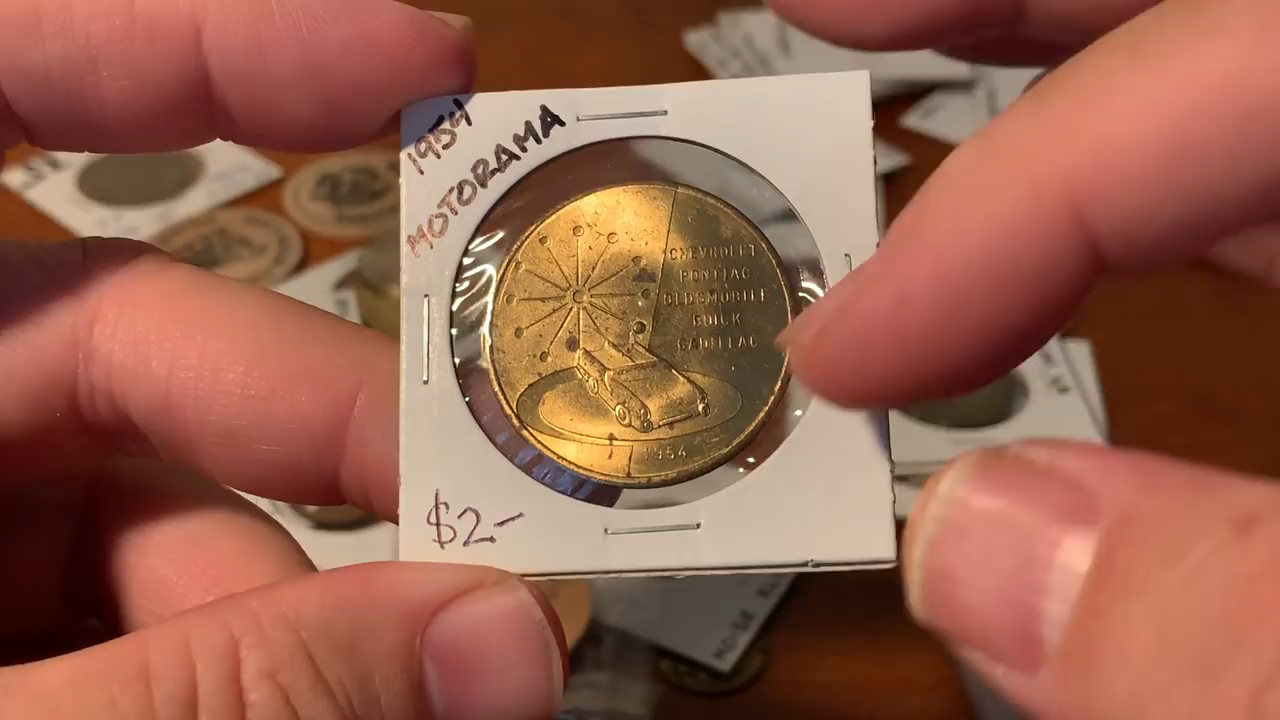 1954
MOTORAMA
CHEVROLET
PONTIAC
OLDSMOBILE
BUICK
CADILLAC
1954
$2-